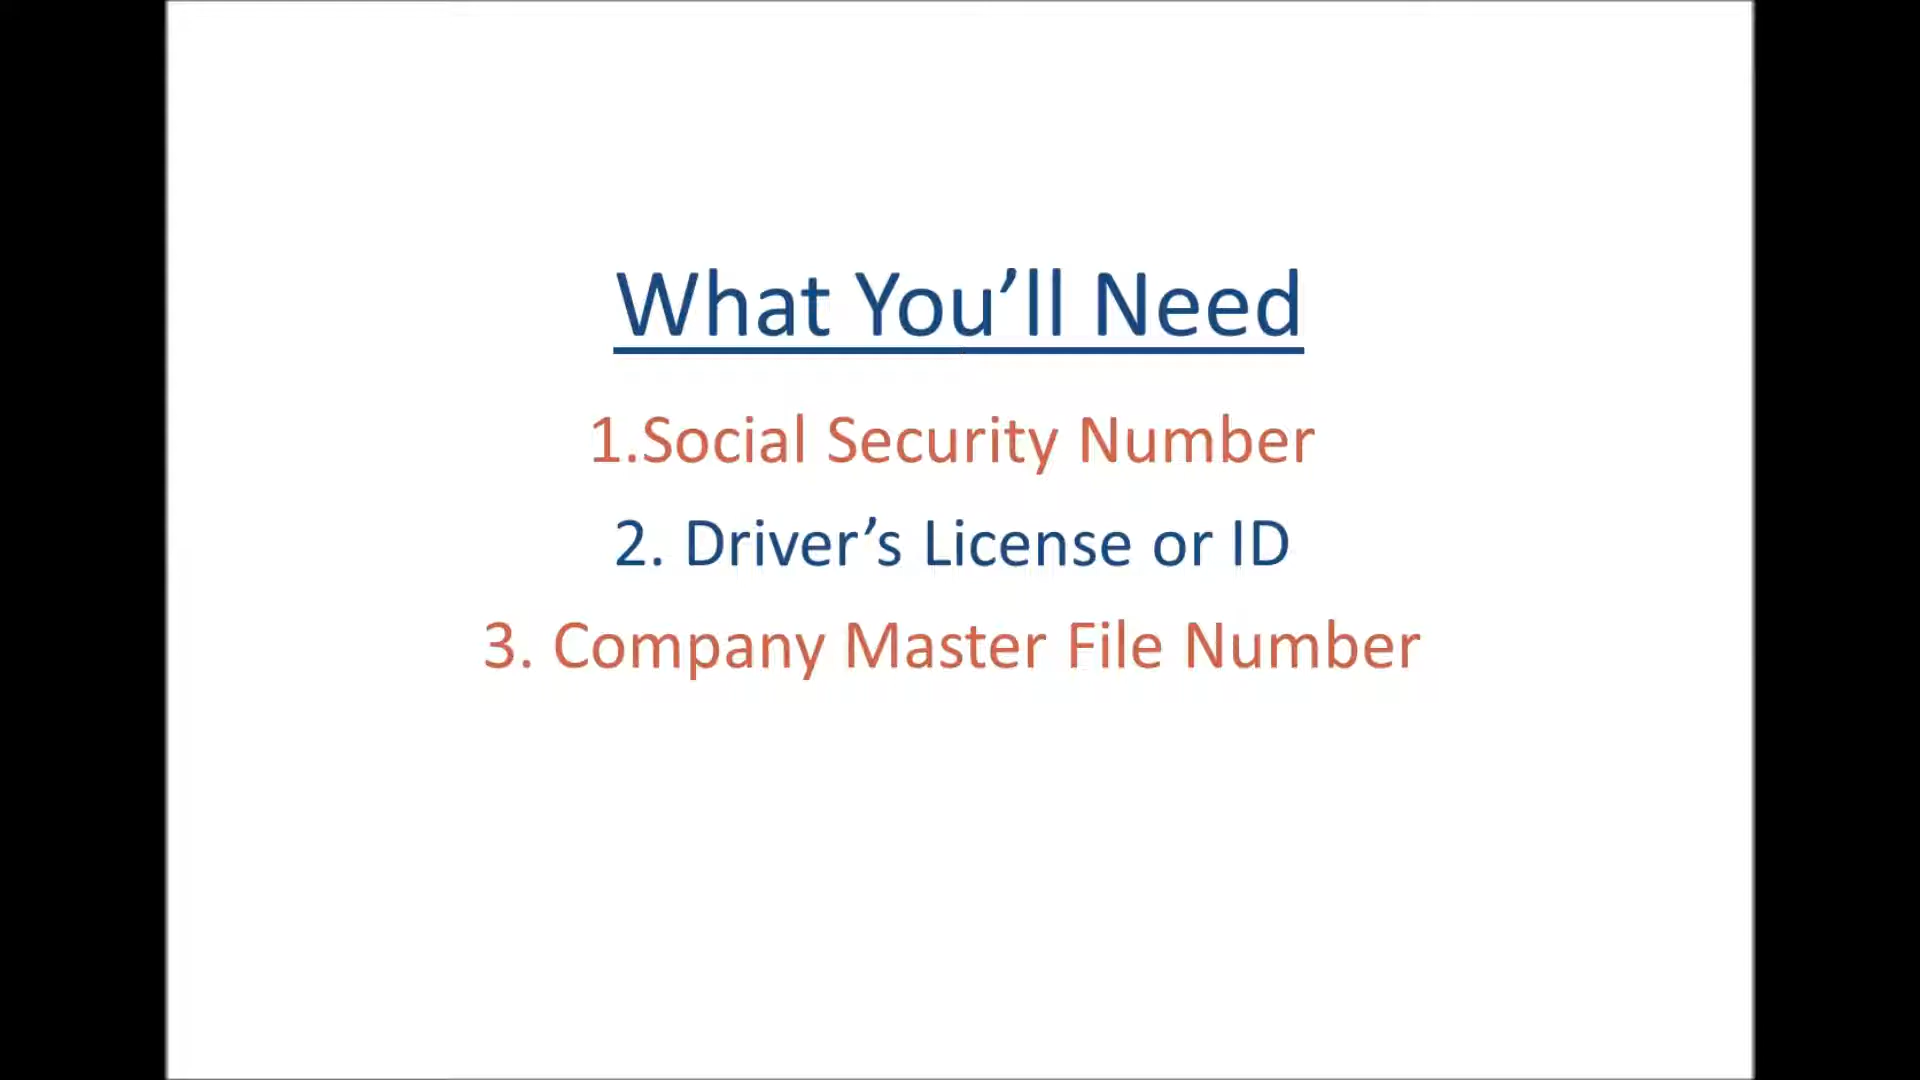 What You’ll Need
1.Social Security Number
2. Driver’s License or ID
3. Company Master File Number